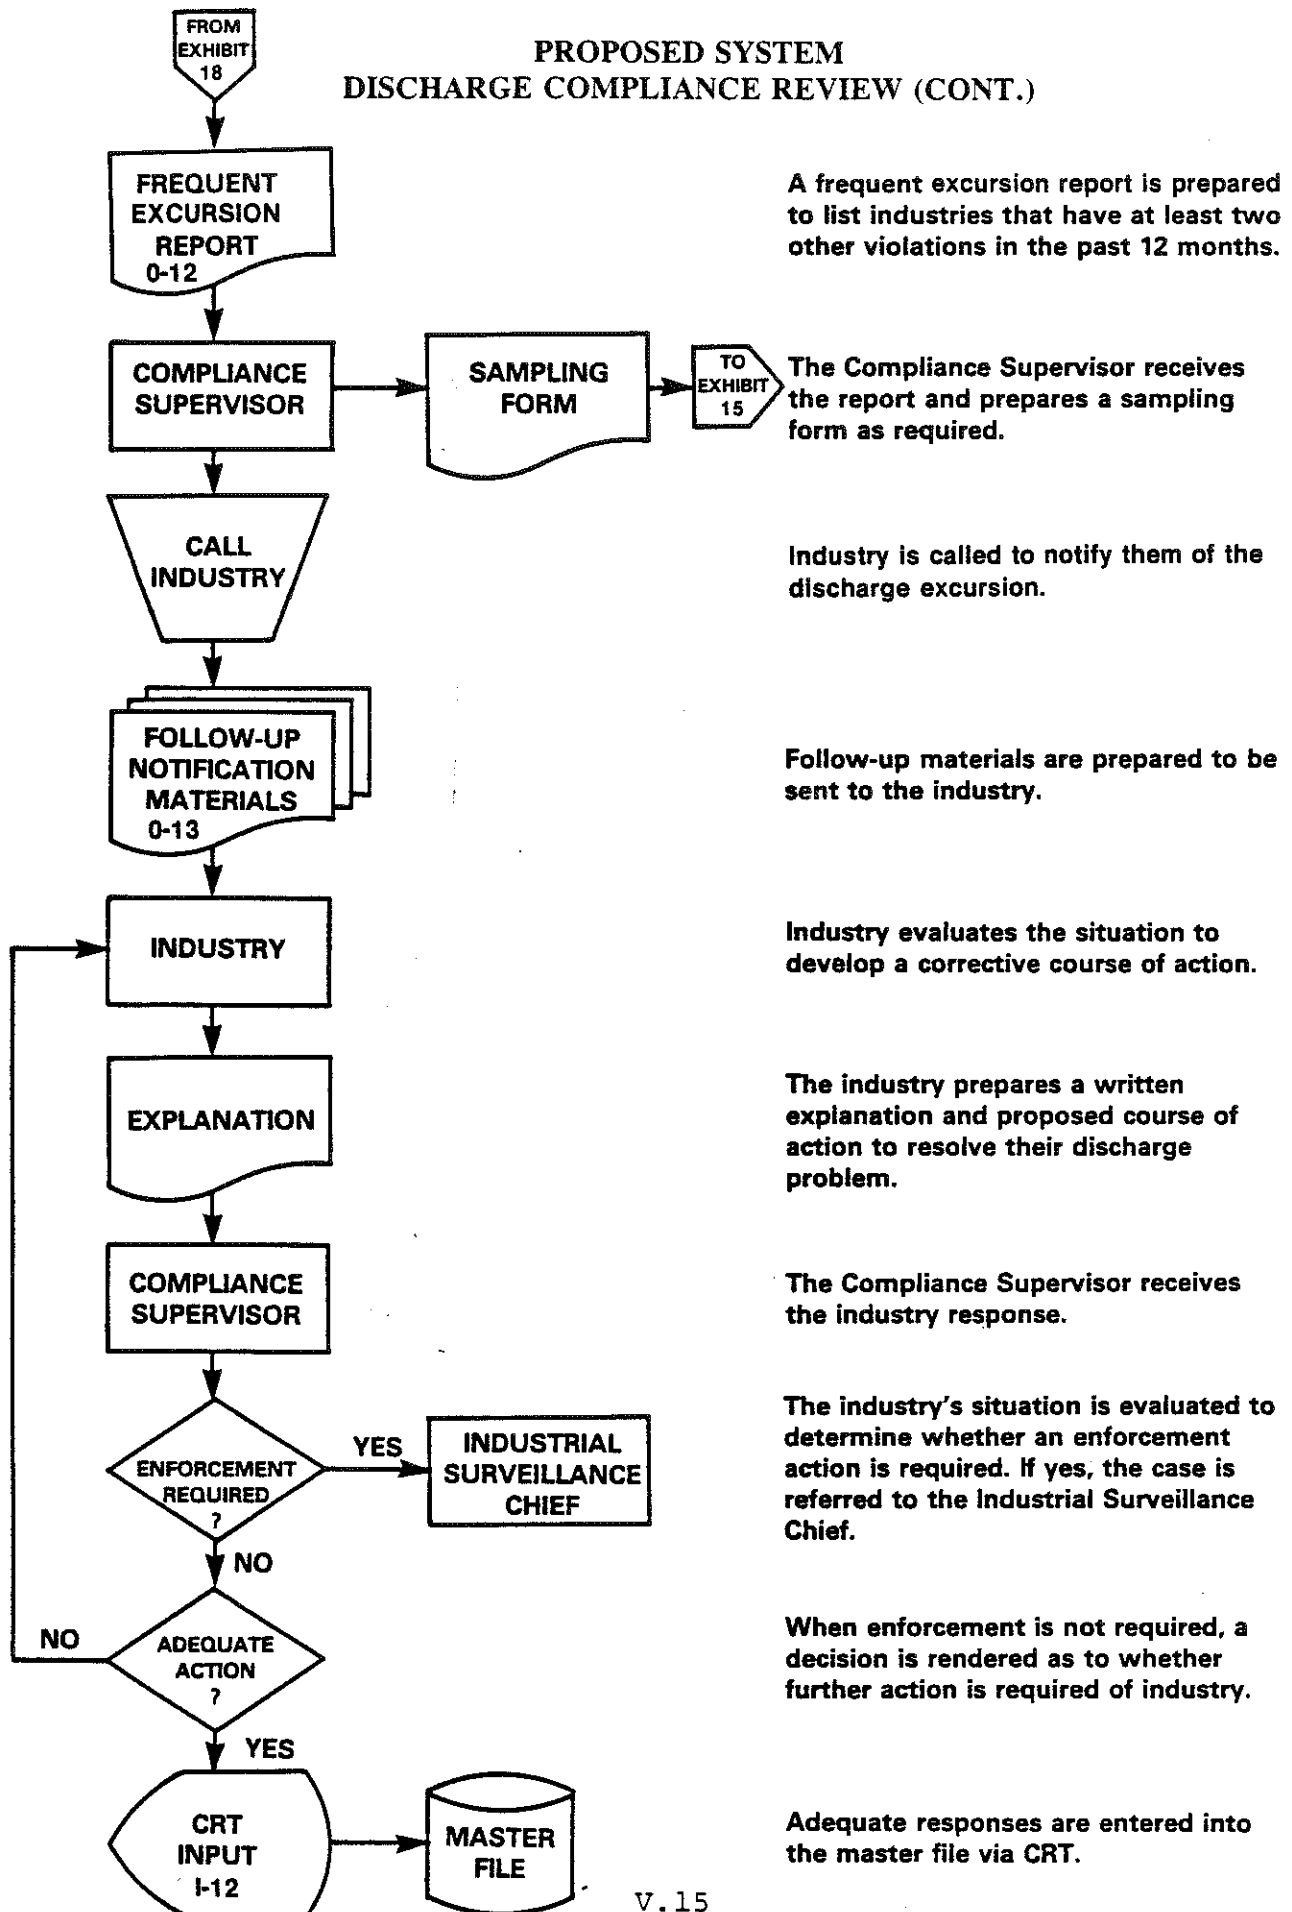 FROM
EXHIBIT
18
PROPOSED SYSTEM
DISCHARGE COMPLIANCE REVIEW (CONT.)
FREQUENT
EXCURSION
REPORT
0-12
A frequent excursion report is prepared
to list industries that have at least two
other violations in the past 12 months.
COMPLIANCE
SUPERVISOR
SAMPLING
FORM
TO
EXHIBIT
15
The Compliance Supervisor receives
the report and prepares a sampling
form as required.
CALL
INDUSTRY
Industry is called to notify them of the
discharge excursion.
FOLLOW-UP
NOTIFICATION
MATERIALS
0-13
Follow-up materials are prepared to be
sent to the industry.
INDUSTRY
Industry evaluates the situation to
develop a corrective course of action.
EXPLANATION
The industry prepares a written
explanation and proposed course of
action to resolve their discharge
problem.
COMPLIANCE
SUPERVISOR
The Compliance Supervisor receives
the industry response.
ENFORCEMENT
REQUIRED
?
YES
INDUSTRIAL
SURVEILLANCE
CHIEF
The industry's situation is evaluated to
determine whether an enforcement
action is required. If yes, the case is
referred to the Industrial Surveillance
Chief.
NO
ADEQUATE
ACTION
?
NO
When enforcement is not required, a
decision is rendered as to whether
further action is required of industry.
YES
CRT
INPUT
I-12
MASTER
FILE
Adequate responses are entered into
the master file via CRT.
V.15